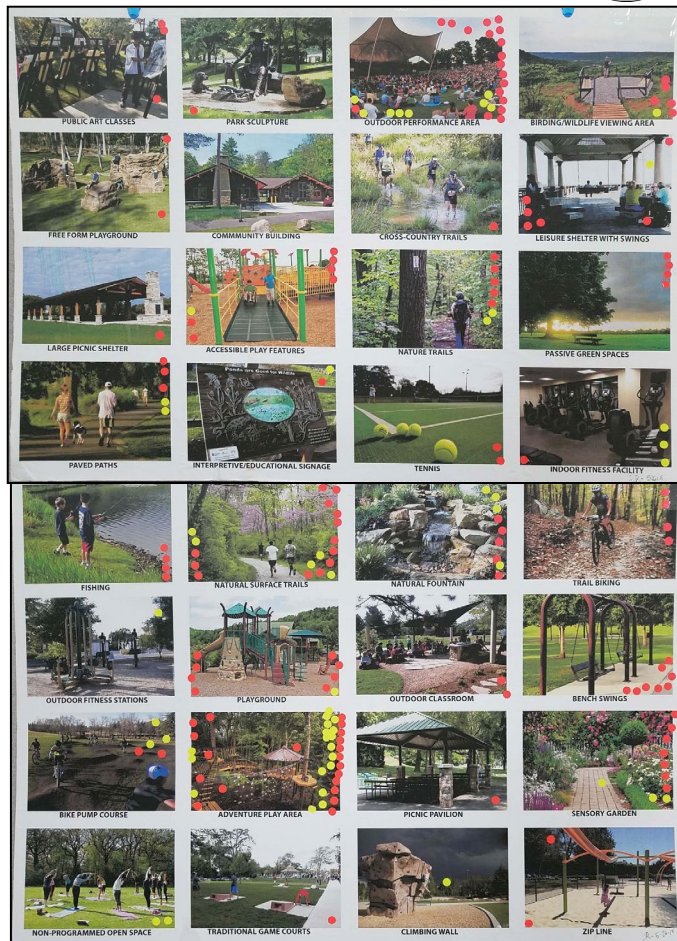 PUBLIC ART CLASSES
PARK SCULPTURE
OUTDOOR PERFORMANCE AREA
BIRDING/WILDLIFE VIEWING AREA
FREE FORM PLAYGROUND
COMMMUNITY BUILDING
CROSS-COUNTRY TRAILS
LEISURE SHELTER WITH SWINGS
LARGE PICNIC SHELTER
ACCESSIBLE PLAY FEATURES
NATURE TRAILS
PASSIVE GREEN SPACES
Ponds are Good for Wildlife
PAVED PATHS
INTERPRETIVE/EDUCATIONAL SIGNAGE
TENNIS
INDOOR FITNESS FACILITY
FISHING
NATURAL SURFACE TRAILS
NATURAL FOUNTAIN
TRAIL BIKING
OUTDOOR FITNESS STATIONS
PLAYGROUND
OUTDOOR CLASSROOM
BENCH SWINGS
BIKE PUMP COURSE
ADVENTURE PLAY AREA
PICNIC PAVILION
SENSORY GARDEN
NON-PROGRAMMED OPEN SPACE
TRADITIONAL GAME COURTS
CLIMBING WALL
ZIP LINE